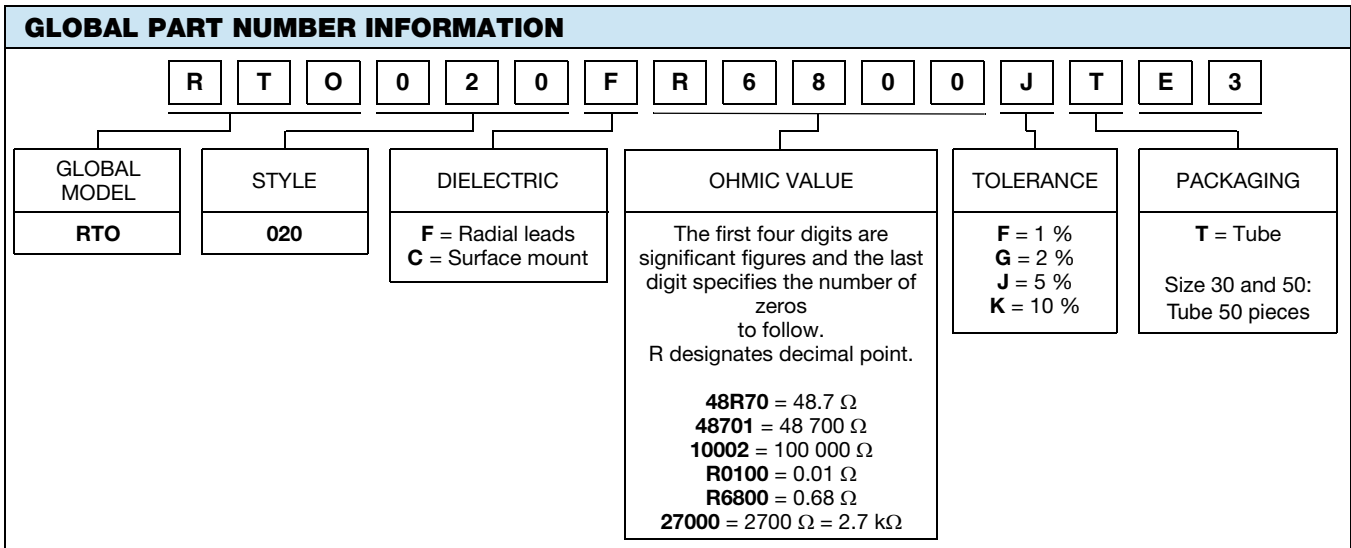 GLOBAL PART NUMBER INFORMATION
R T O 0 2 0 F R 6 8 0 0 J T E 3
GLOBAL
MODEL
RTO
STYLE
020
DIELECTRIC
F = Radial leads
C = Surface mount
OHMIC VALUE
The first four digits are
significant figures and the last
digit specifies the number of
zeros
to follow.
R designates decimal point.
48R70 = 48.7 Ω
48701 = 48 700 Ω
10002 = 100 000 Ω
R0100 = 0.01 Ω
R6800 = 0.68 Ω
27000 = 2700 Ω = 2.7 kΩ
TOLERANCE
F = 1 %
G = 2 %
J = 5 %
K = 10 %
PACKAGING
T = Tube
Size 30 and 50:
Tube 50 pieces